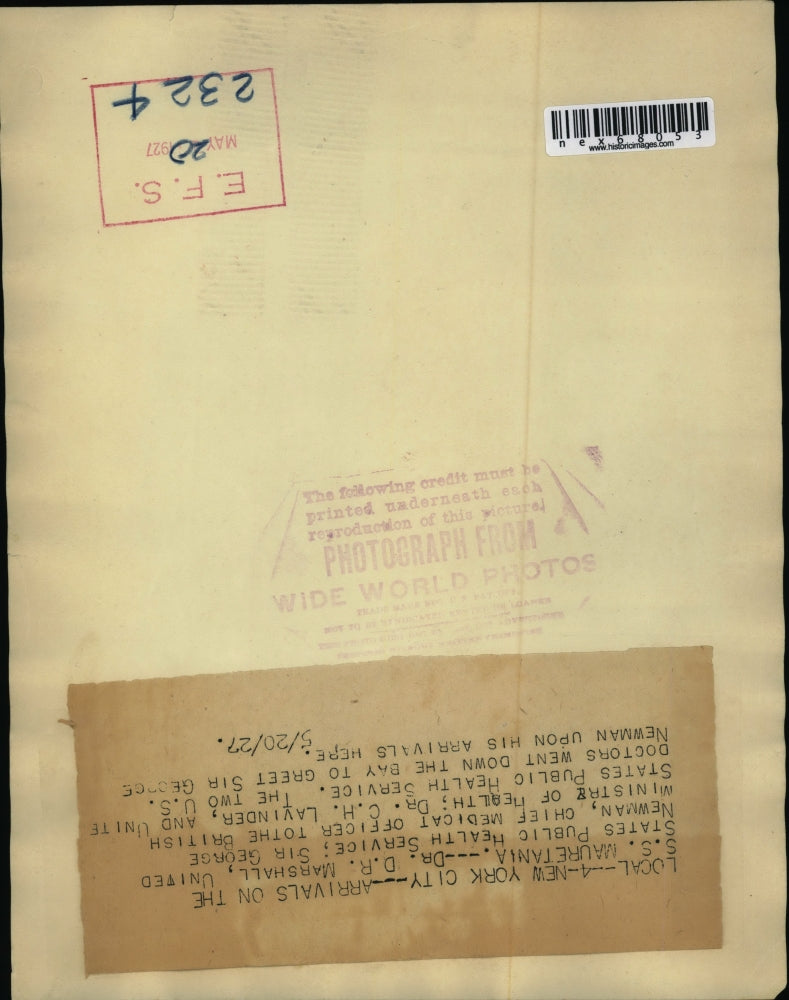 2324
MAY 20 1927
E.F.S.
nex68053
www.historicimages.com
The following credit must be
printed underneath each
reproduction of this picture
PHOTOGRAPH FROM
WIDE WORLD PHOTOS
LOCAL--4-NEW YORK CITY---ARRIVALS ON THE
S.S. MAURETANIA.---DR. D.R. MARSHALL, UNITED
STATES PUBLIC HEALTH SERVICE; SIR GEORGE
NEWMAN, CHIEF MEDICAT OFFICER TOTHE BRITISH
MINISTRY OF HEALTH; DR. C.H. LAVINDER, AND UNITE
STATES PUBLIC HEALTH SERVICE. THE TWO U.S.
DOCTORS WENT DOWN THE BAY TO GREET SIR GEORGE
NEWMAN UPON HIS ARRIVALS HERE. 5/20/27.